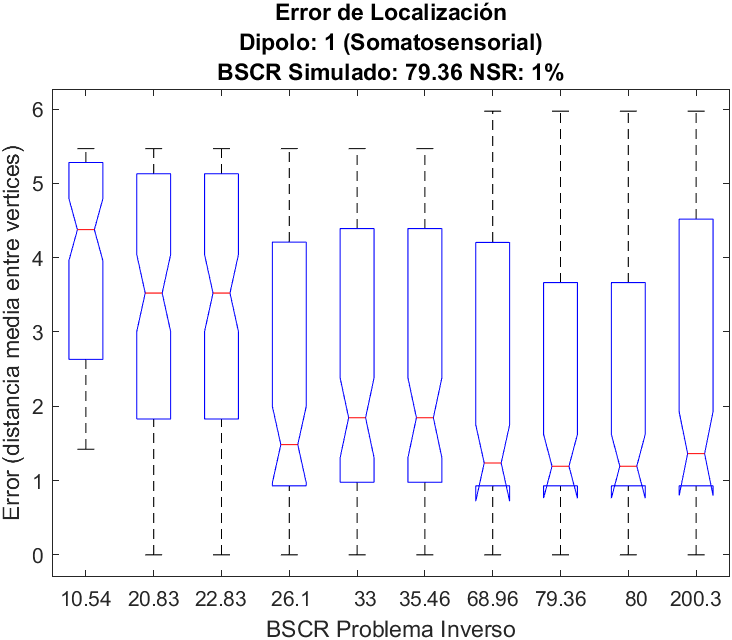 Error de Localización
Dipolo: 1 (Somatosensorial)
BSCR Simulado: 79.36 NSR: 1%
Error (distancia media entre vertices)
6
5
4
3
2
1
0
10.54 20.83 22.83 26.1 33 35.46 68.96 79.36 80 200.3
BSCR Problema Inverso